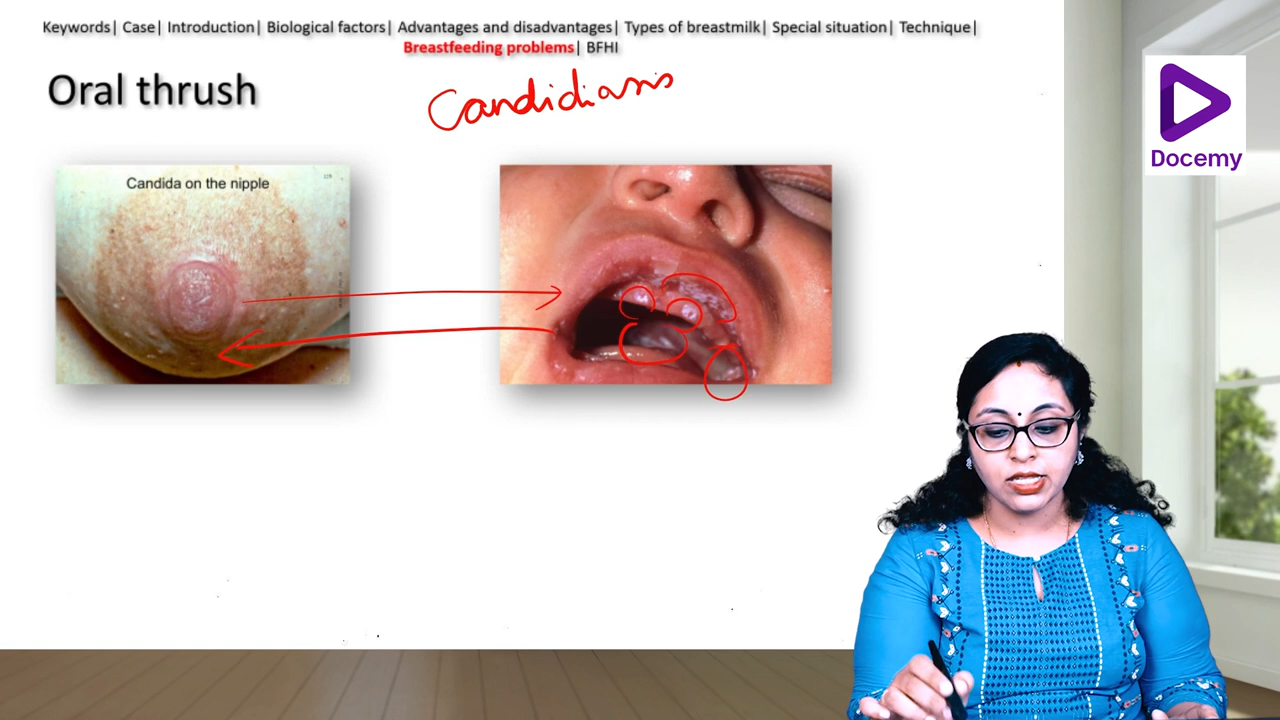 Keywords| Case| Introduction| Biological factors| Advantages and disadvantages| Types of breastmilk| Special situation| Technique|
Breastfeeding problems| BFHI
Oral thrush
Candidiasis
Candida on the nipple
Docemy